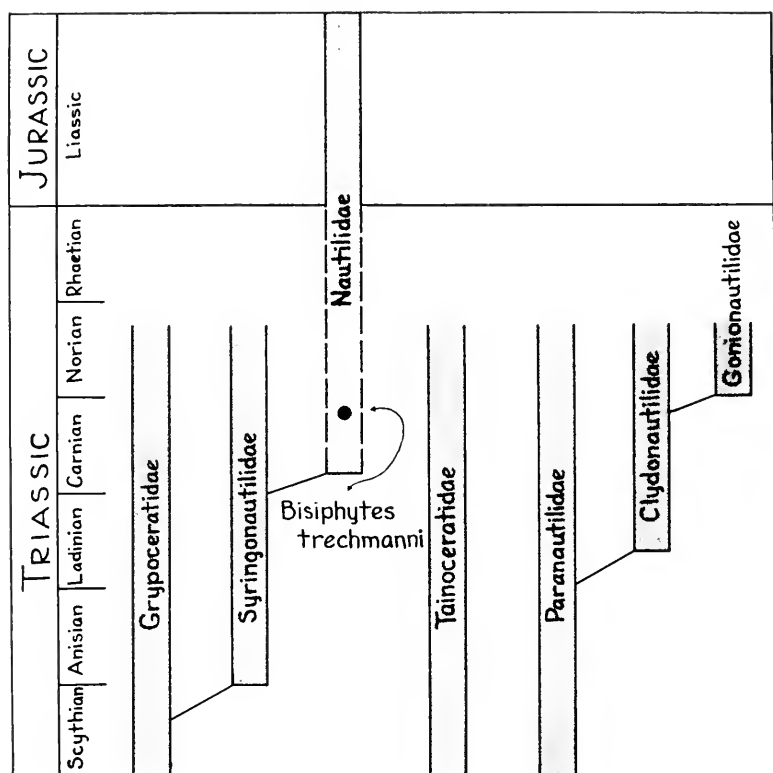 JURASSIC
Liassic
TRIASSIC
Rhaetian
Norian
Carnian
Ladinian
Anisian
Scythian
Grypoceratidae
Syringonautilidae
Nautilidae
Bisiphytes
trechmanni
Tainoceratidae
Paranautilidae
Clydonautilidae
Gonionautilidae